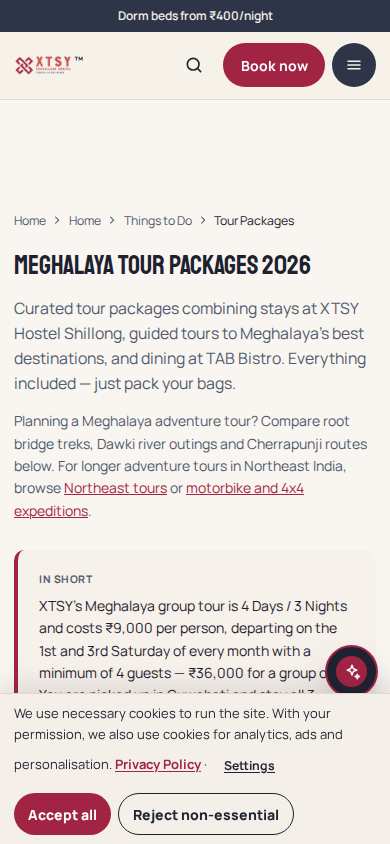 Dorm beds from ₹400/night
XTSY ™
Book now
Home > Home > Things to Do > Tour Packages
MEGHALAYA TOUR PACKAGES 2026
Curated tour packages combining stays at XTSY
Hostel Shillong, guided tours to Meghalaya's best
destinations, and dining at TAB Bistro. Everything
included — just pack your bags.
Planning a Meghalaya adventure tour? Compare root
bridge treks, Dawki river outings and Cherrapunji routes
below. For longer adventure tours in Northeast India,
browse Northeast tours or motorbike and 4x4
expeditions.
IN SHORT
XTSY's Meghalaya group tour is 4 Days / 3 Nights
and costs ₹9,000 per person, departing on the
1st and 3rd Saturday of every month with a
minimum of 4 guests — ₹36,000 for a group
We use necessary cookies to run the site. With your
permission, we also use cookies for analytics, ads and
personalisation. Privacy Policy · Settings
Accept all
Reject non-essential